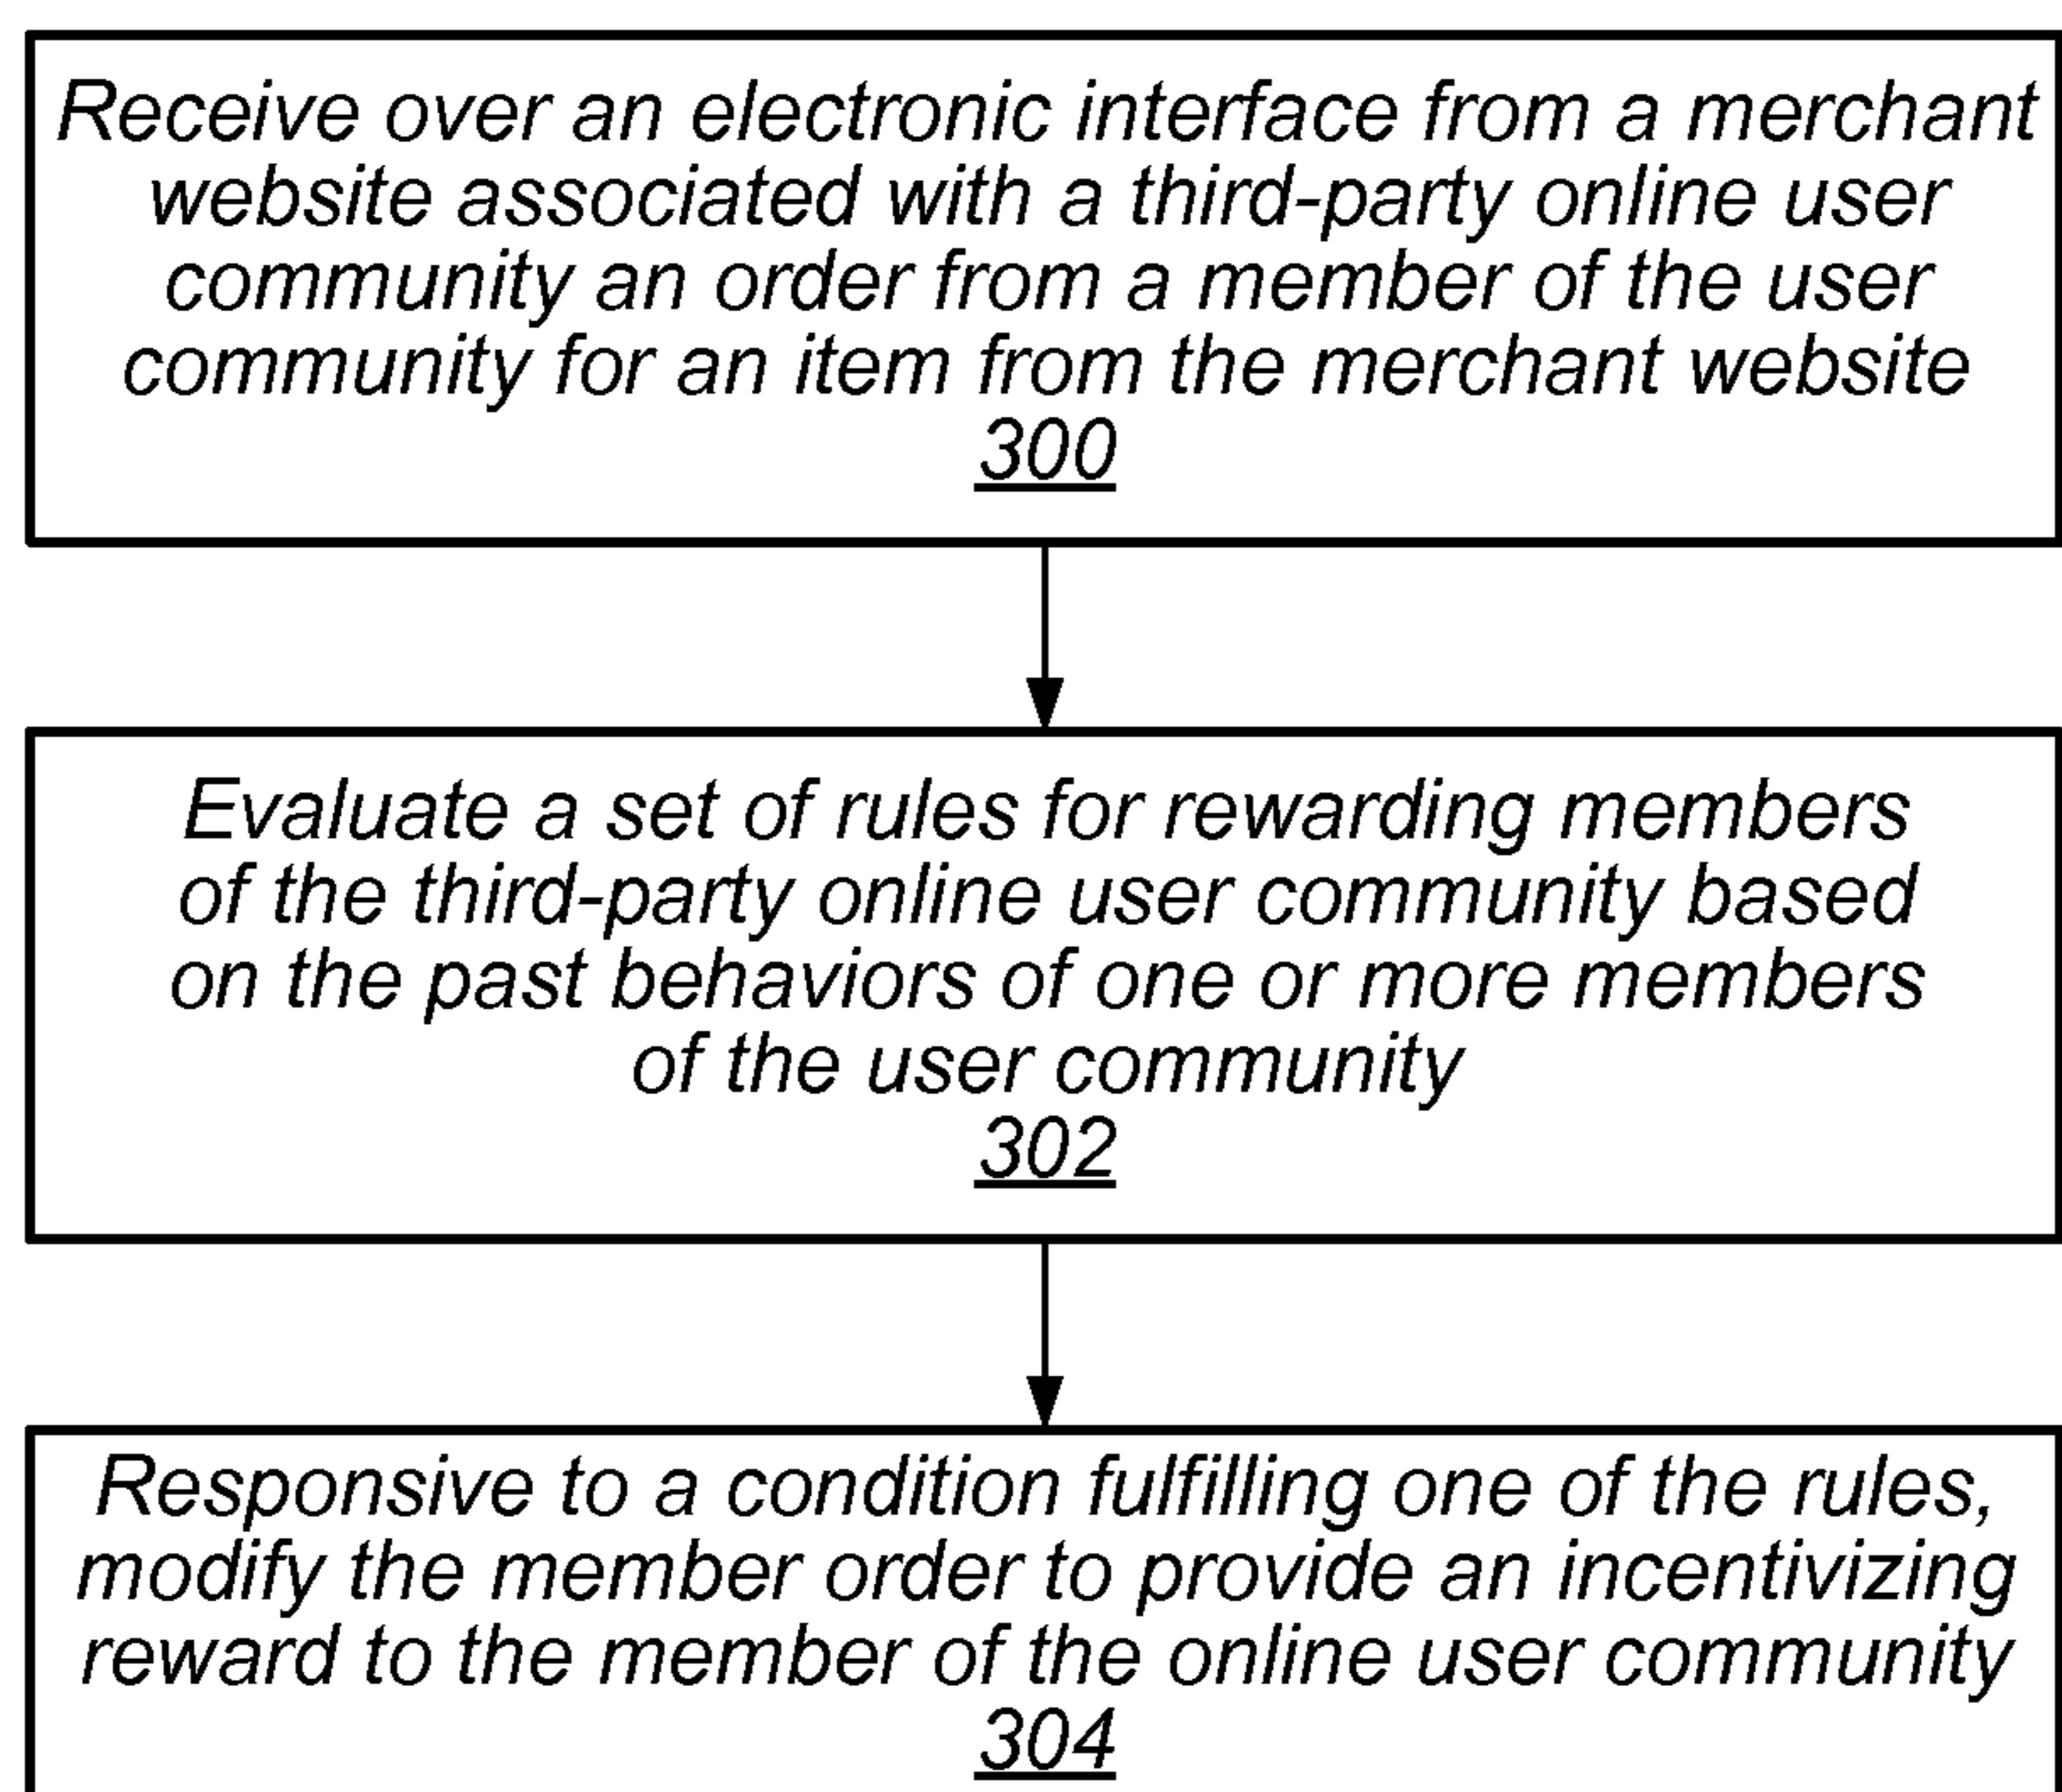 Receive over an electronic interface from a merchant
website associated with a third-party online user
community an order from a member of the user
community for an item from the merchant website
300
Evaluate a set of rules for rewarding members
of the third-party online user community based
on the past behaviors of one or more members
of the user community
302
Responsive to a condition fulfilling one of the rules,
modify the member order to provide an incentivizing
reward to the member of the online user community
304